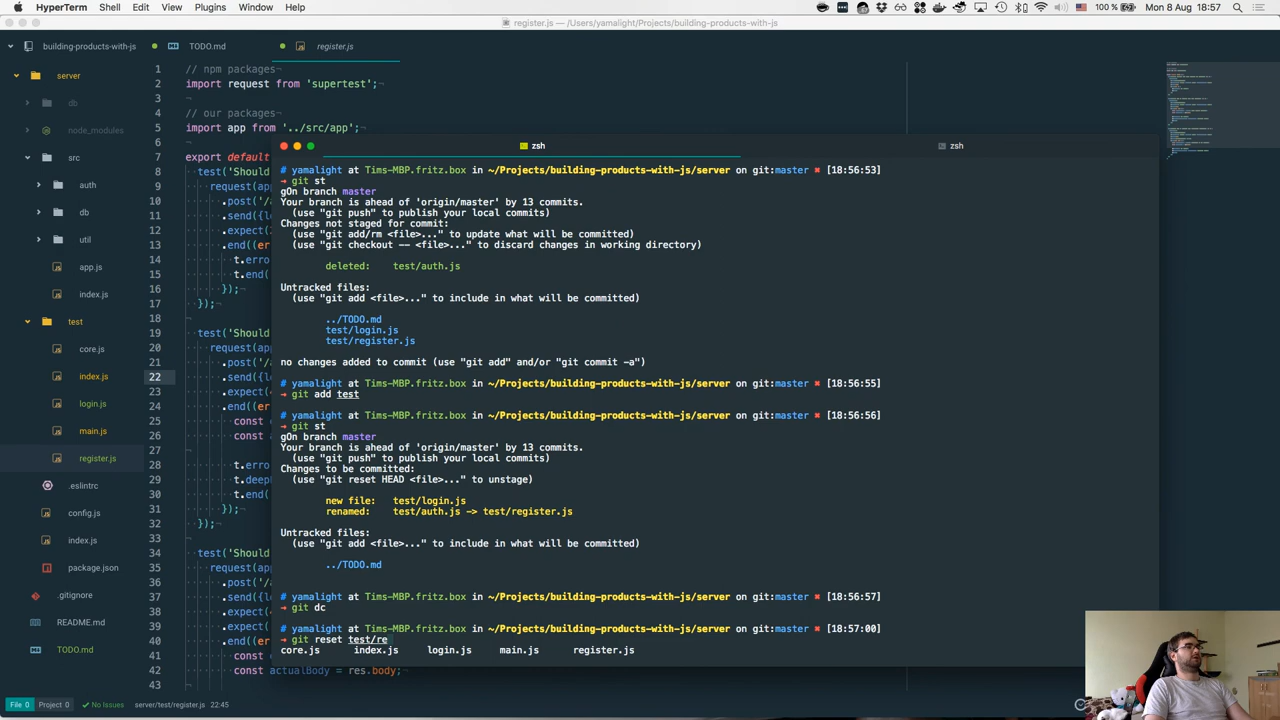 HyperTerm Shell Edit View Plugins Window Help
100 % Mon 8 Aug 18:57
register.js — /Users/yamalight/Projects/building-products-with-js
building-products-with-js TODO.md register.js
server
db
node_modules
src
auth
db
util
app.js
index.js
test
core.js
index.js
login.js
main.js
register.js
.eslintrc
config.js
index.js
package.json
.gitignore
README.md
TODO.md
1 // npm packages¬
2 import request from 'supertest';¬
3
4 // our packages¬
5 import app from '../src/app';¬
6
7 export default
8 test('Should
9 request(app
10 .post('/a
11 .send({lo
12 .expect(2
13 .end((er
14 t.erro
15 t.end(
16 });
17 });
18
19 test('Should
20 request(app
21 .post('/a
22 .send({lo
23 .expect(4
24 .end((er
25 const e
26 const a
27
28 t.erro
29 t.deep
30 t.end(
31 });
32 });
33
34 test('Should
35 request(app
36 .post('/a
37 .send({lo
38 .expect(4
39 .end((er
40 const
41 const
42 const actualBody = res.body;
43
zsh zsh
# yamalight at Tims-MBP.fritz.box in ~/Projects/building-products-with-js/server on git:master ✖ [18:56:53]
→ git st
gOn branch master
Your branch is ahead of 'origin/master' by 13 commits.
(use "git push" to publish your local commits)
Changes not staged for commit:
(use "git add/rm <file>..." to update what will be committed)
(use "git checkout -- <file>..." to discard changes in working directory)
deleted: test/auth.js
Untracked files:
(use "git add <file>..." to include in what will be committed)
../TODO.md
test/login.js
test/register.js
no changes added to commit (use "git add" and/or "git commit -a")
# yamalight at Tims-MBP.fritz.box in ~/Projects/building-products-with-js/server on git:master ✖ [18:56:55]
→ git add test
# yamalight at Tims-MBP.fritz.box in ~/Projects/building-products-with-js/server on git:master ✖ [18:56:56]
→ git st
gOn branch master
Your branch is ahead of 'origin/master' by 13 commits.
(use "git push" to publish your local commits)
Changes to be committed:
(use "git reset HEAD <file>..." to unstage)
new file: test/login.js
renamed: test/auth.js -> test/register.js
Untracked files:
(use "git add <file>..." to include in what will be committed)
../TODO.md
# yamalight at Tims-MBP.fritz.box in ~/Projects/building-products-with-js/server on git:master ✖ [18:56:57]
→ git dc
# yamalight at Tims-MBP.fritz.box in ~/Projects/building-products-with-js/server on git:master ✖ [18:57:00]
→ git reset test/re
core.js index.js login.js main.js register.js
File 0 Project 0 No Issues server/test/register.js 22:45